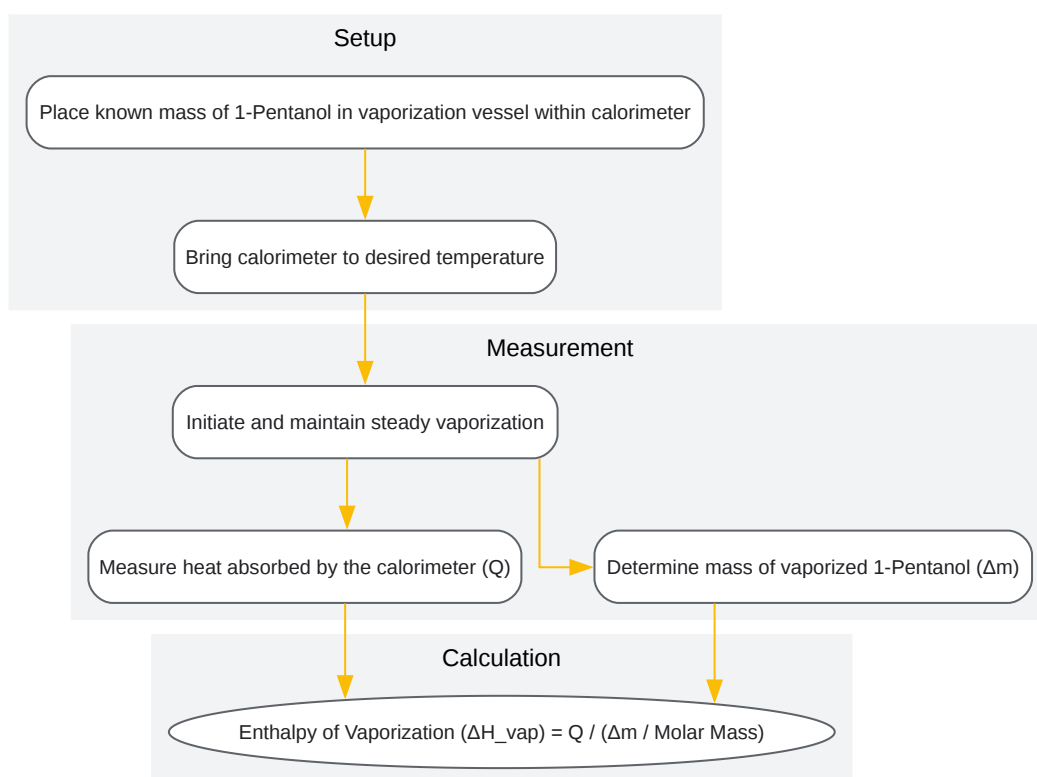 Setup
Place known mass of 1-Pentanol in vaporization vessel within calorimeter
Bring calorimeter to desired temperature
Measurement
Initiate and maintain steady vaporization
Measure heat absorbed by the calorimeter (Q)
Determine mass of vaporized 1-Pentanol (Δm)
Calculation
Enthalpy of Vaporization (ΔH_vap) = Q / (Δm / Molar Mass)